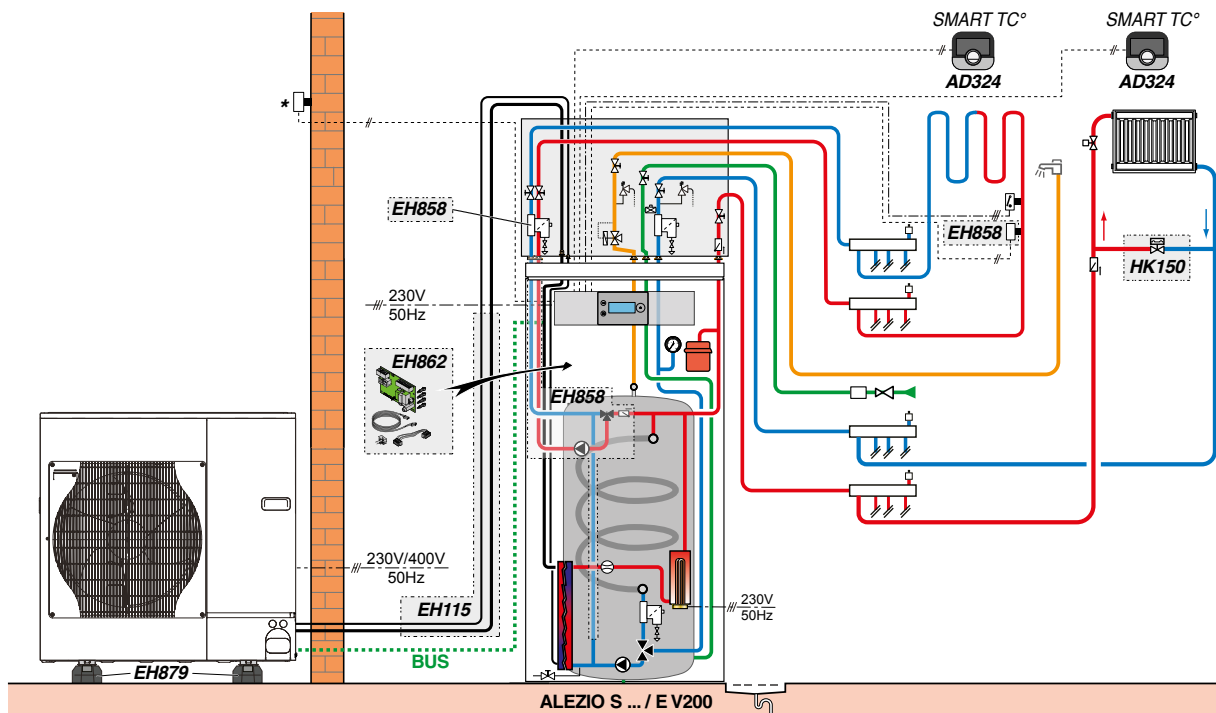 SMART TC°
AD324
SMART TC°
AD324
*
EH858
EH858
HK150
230V
50Hz
EH862
EH858
230V/400V
50Hz
EH115
230V
50Hz
BUS
EH879
ALEZIO S ... / E V200